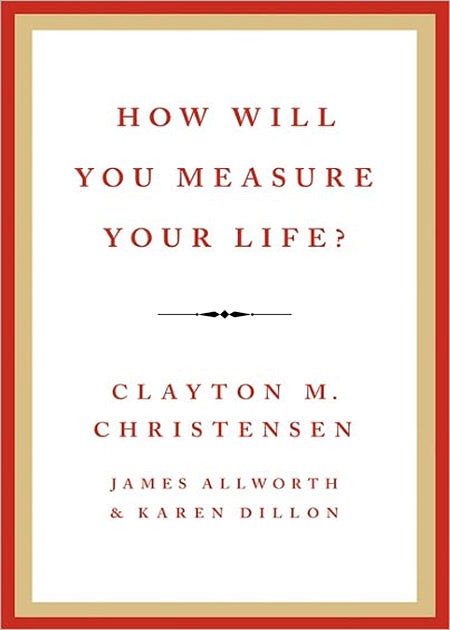 HOW WILL
YOU MEASURE
YOUR LIFE?
CLAYTON M.
CHRISTENSEN
JAMES ALLWORTH
& KAREN DILLON